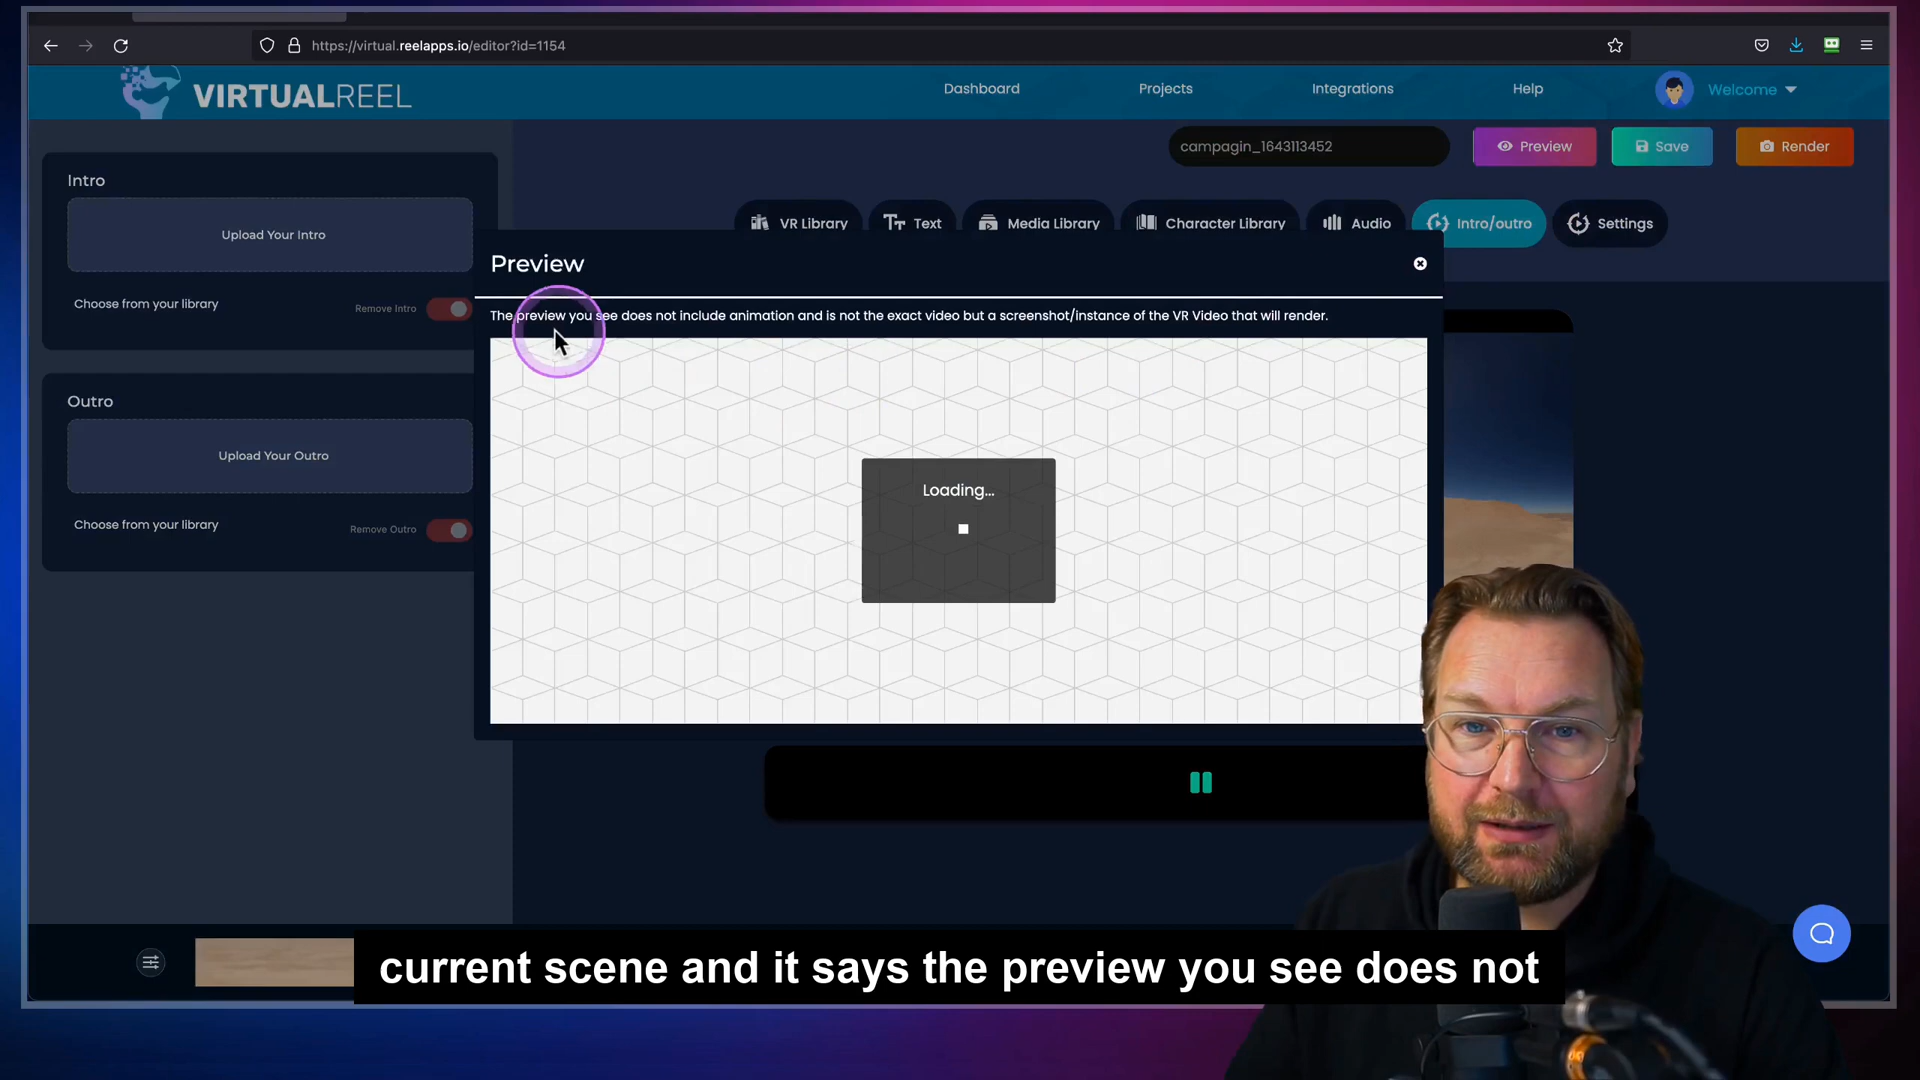 https://virtual.reelapps.io/editor?id=1154
VIRTUALREEL
Dashboard
Projects
Integrations
Help
Welcome
campagin_1643113452
Preview
Save
Render
VR Library
Text
Media Library
Character Library
Audio
Intro/outro
Settings
Intro
Upload Your Intro
Choose from your library
Remove Intro
Outro
Upload Your Outro
Choose from your library
Remove Outro
Preview
The preview you see does not include animation and is not the exact video but a screenshot/instance of the VR Video that will render.
Loading...
current scene and it says the preview you see does not